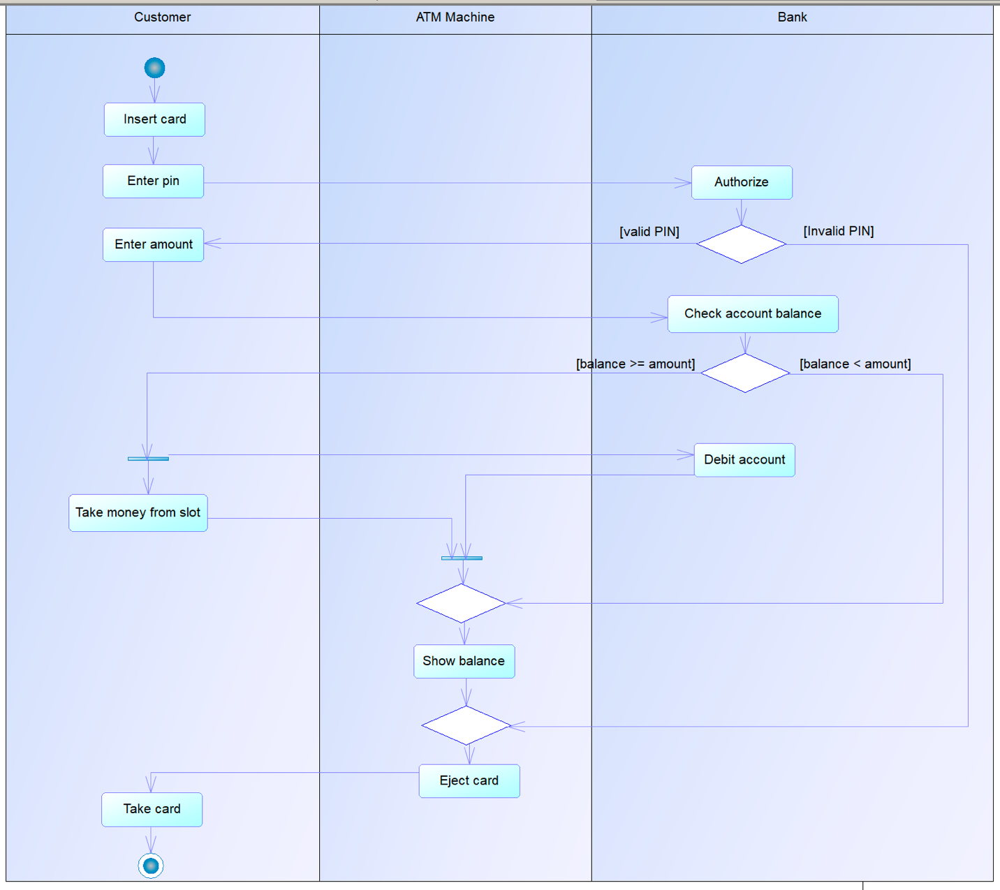 Customer
ATM Machine
Bank
Insert card
Enter pin
Authorize
[valid PIN]
[Invalid PIN]
Enter amount
Check account balance
[balance >= amount]
[balance < amount]
Debit account
Take money from slot
Show balance
Eject card
Take card